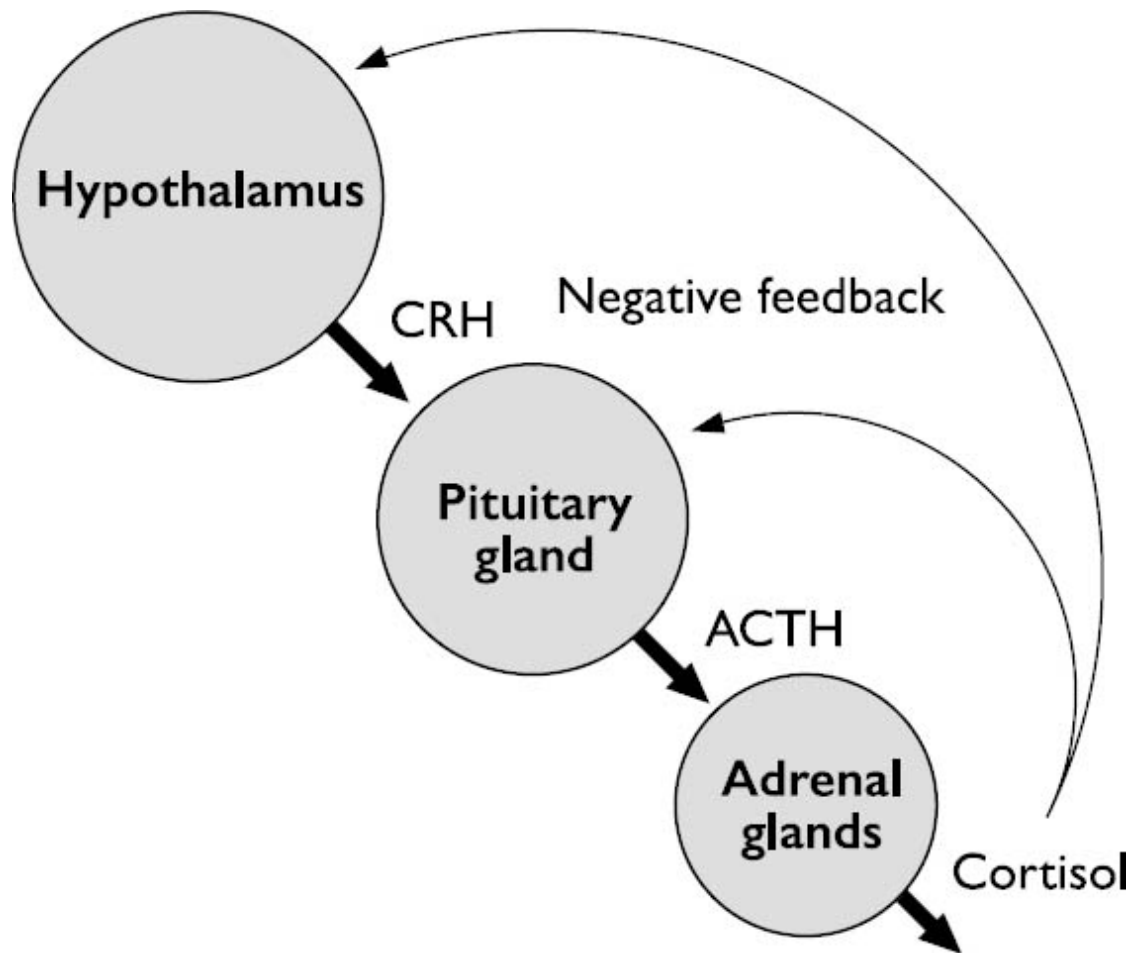 Hypothalamus
CRH
Negative feedback
Pituitary
gland
ACTH
Adrenal
glands
Cortisol